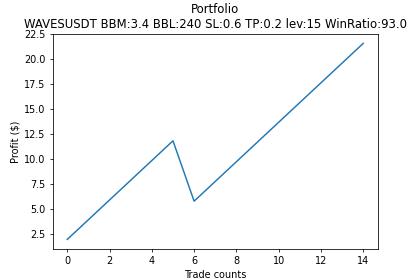 Portfolio
WAVESUSDT BBM:3.4 BBL:240 SL:0.6 TP:0.2 lev:15 WinRatio:93.0
22.5
20.0
17.5
15.0
12.5
10.0
7.5
5.0
2.5
Profit ($)
0 2 4 6 8 10 12 14
Trade counts